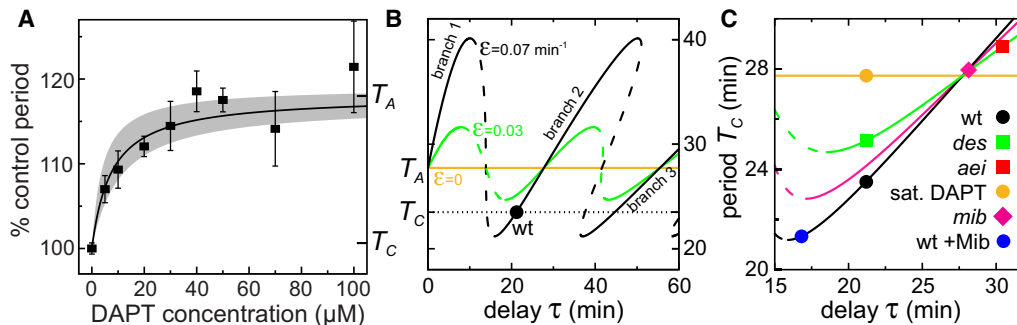 A
% control period
120
110
100
T_A
T_C
0
20
40
60
80
100
DAPT concentration (µM)
B
branch 1
ε=0.07 min⁻¹
branch 2
ε=0.03
ε=0
branch 3
wt
T_A
T_C
40
30
20
0
20
40
60
delay τ (min)
C
period T_C (min)
28
24
20
15
20
25
30
delay τ (min)
wt
des
aei
sat. DAPT
mib
wt +Mib